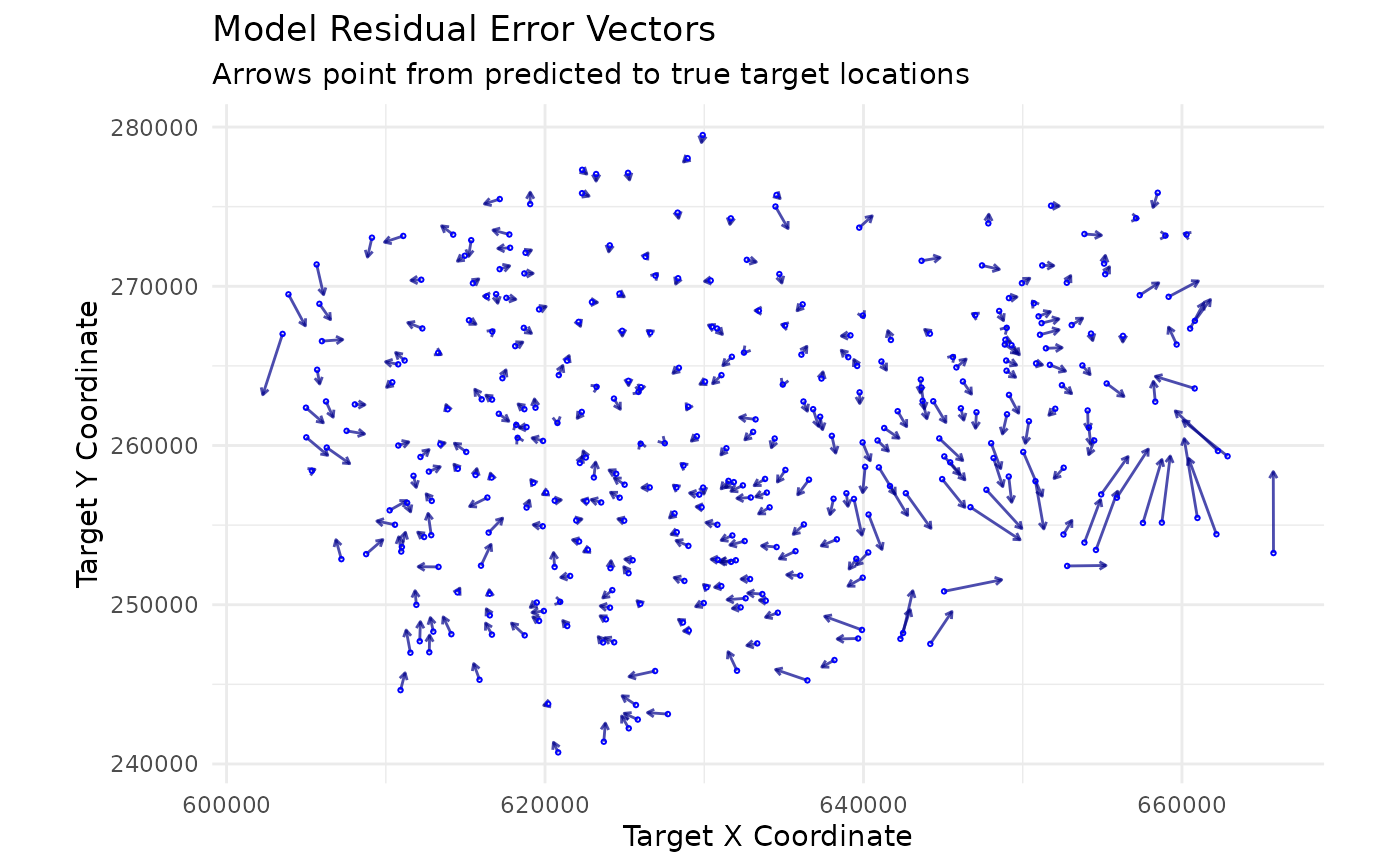 Model Residual Error Vectors
Arrows point from predicted to true target locations
280000
270000
260000
250000
240000
Target Y Coordinate
600000 620000 640000 660000
Target X Coordinate